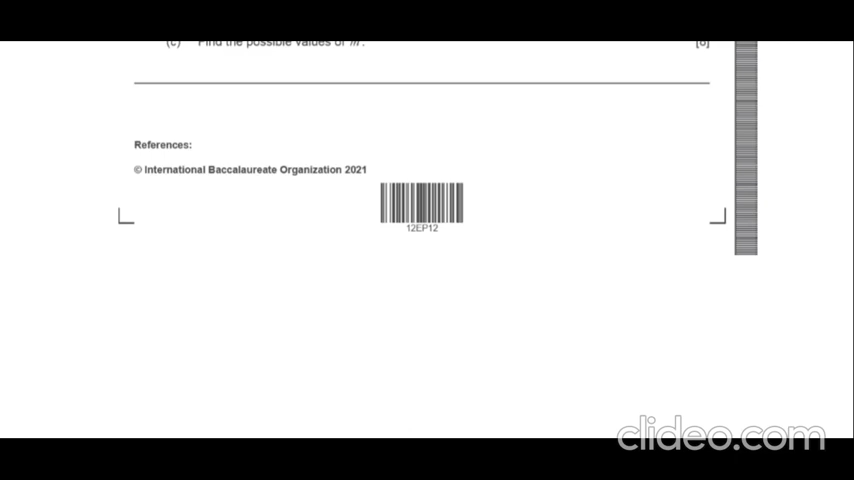 (c) Find the possible values of m. [6]
References:
© International Baccalaureate Organization 2021
12EP12
clideo.com